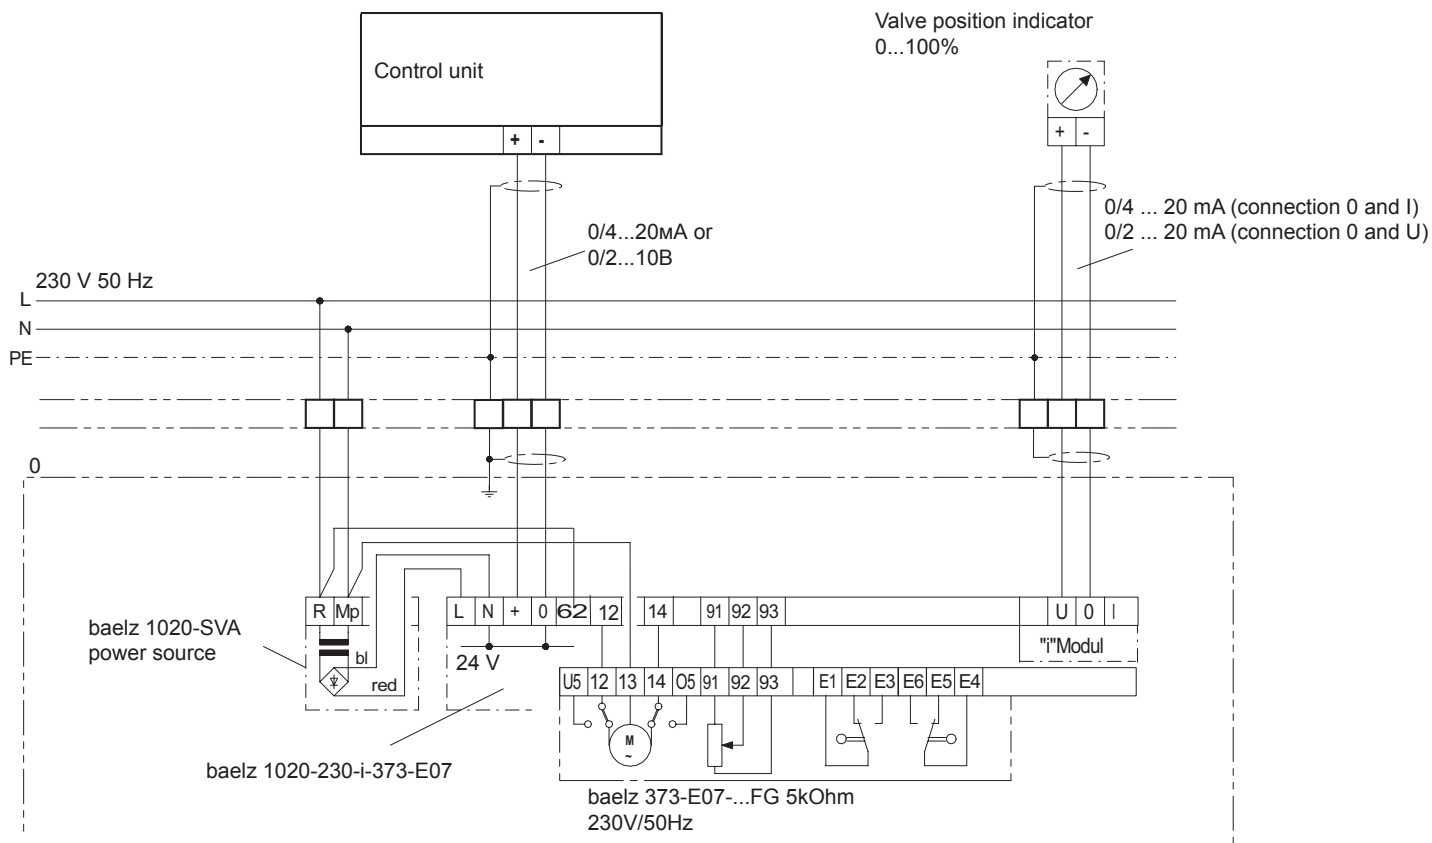 Valve position indicator
0...100%
Control unit
+ -
+ -
0/4 ... 20 mA (connection 0 and I)
0/2 ... 20 mA (connection 0 and U)
0/4...20мА or
0/2...10В
230 V 50 Hz
L
N
PE
0
R Mp
L N + 0 62 12 14 91 92 93
U 0 I
baelz 1020-SVA
power source
bl
red
24 V
"i"Modul
U5 12 13 14 O5 91 92 93 E1 E2 E3 E6 E5 E4
M
~
baelz 1020-230-i-373-E07
baelz 373-E07-...FG 5kOhm
230V/50Hz